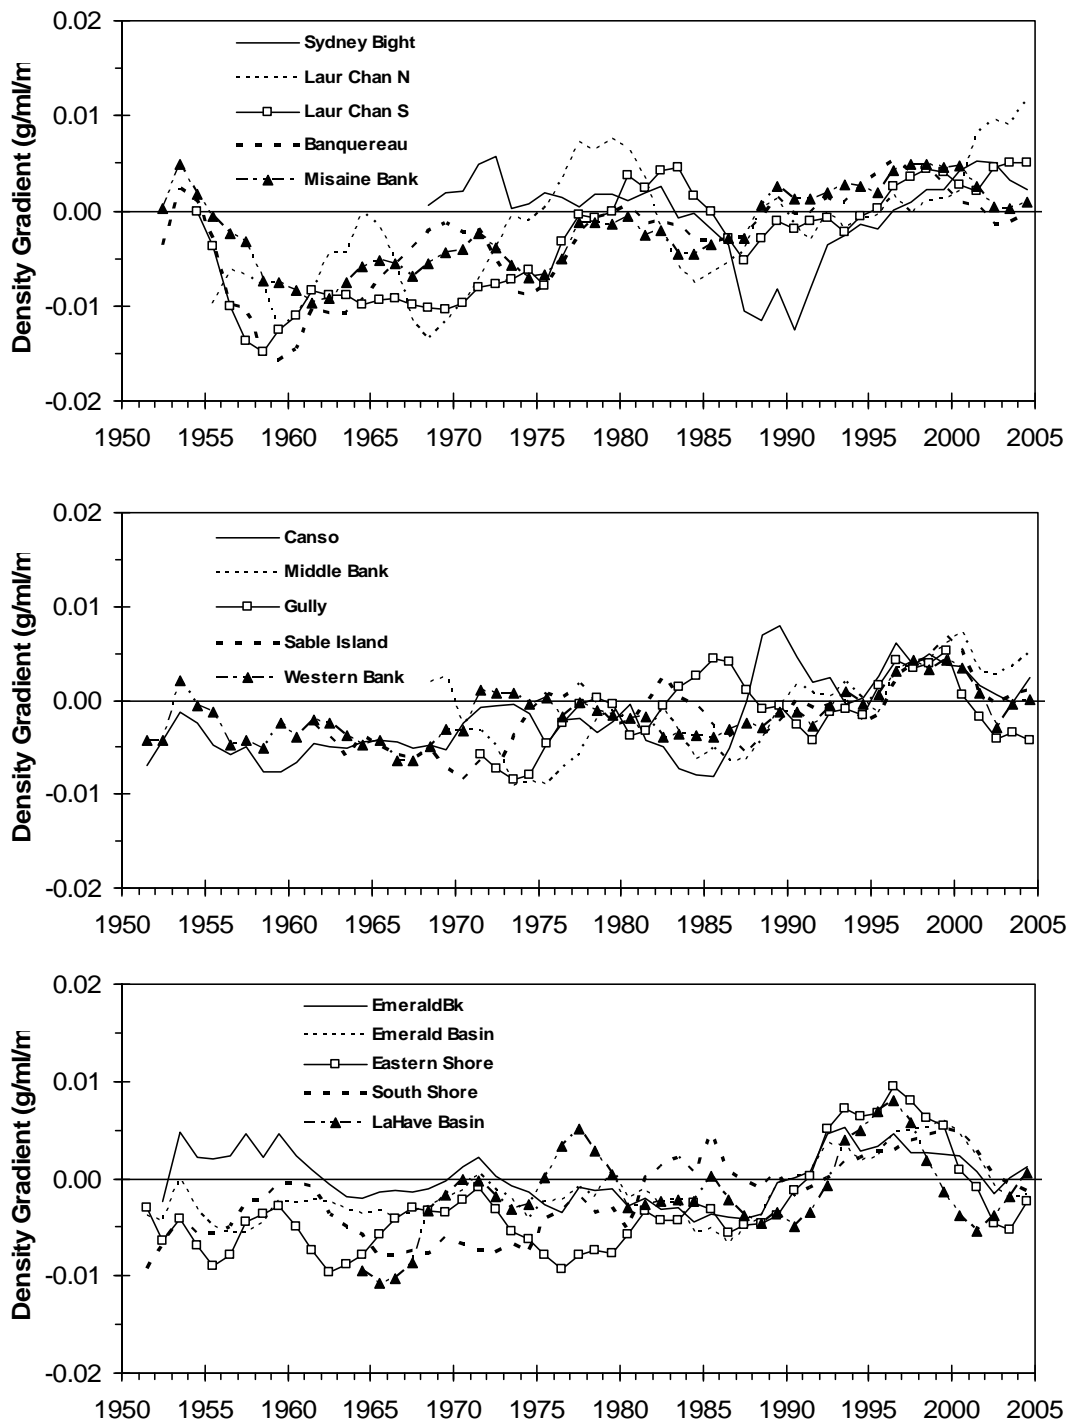 Density Gradient (g/ml/m
0.02
0.01
0.00
-0.01
-0.02
Sydney Bight
Laur Chan N
Laur Chan S
Banquereau
Misaine Bank
1950 1955 1960 1965 1970 1975 1980 1985 1990 1995 2000 2005
Density Gradient (g/ml/m
0.02
0.01
0.00
-0.01
-0.02
Canso
Middle Bank
Gully
Sable Island
Western Bank
1950 1955 1960 1965 1970 1975 1980 1985 1990 1995 2000 2005
Density Gradient (g/ml/m
0.02
0.01
0.00
-0.01
-0.02
EmeraldBk
Emerald Basin
Eastern Shore
South Shore
LaHave Basin
1950 1955 1960 1965 1970 1975 1980 1985 1990 1995 2000 2005